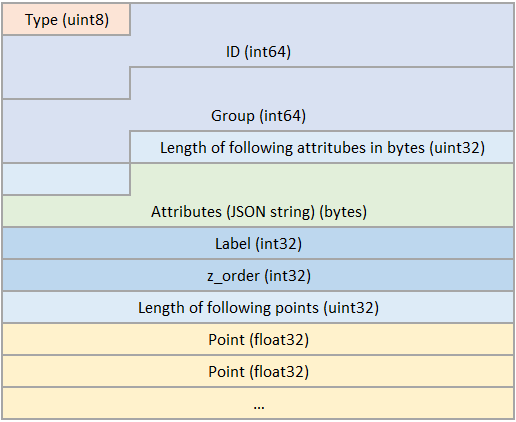 Type (uint8)
ID (int64)
Group (int64)
Length of following attritubes in bytes (uint32)
Attributes (JSON string) (bytes)
Label (int32)
z_order (int32)
Length of following points (uint32)
Point (float32)
Point (float32)
...